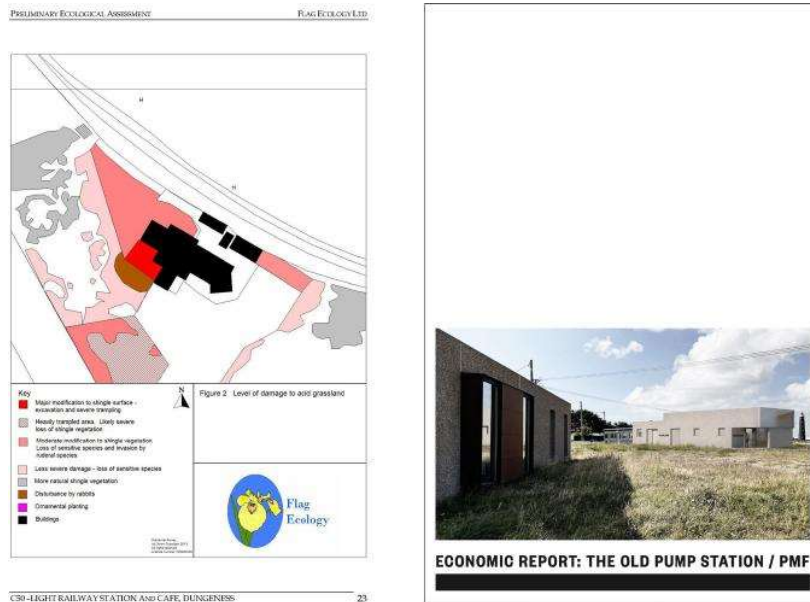 PRELIMINARY ECOLOGICAL ASSESSMENT
FLAG ECOLOGY LTD
H
H
N
Key
Major modification to shingle surface -
excavation and severe trampling
Heavily trampled area. Likely severe
loss of shingle vegetation
Moderate modification to shingle vegetation
Loss of sensitive species and invasion by
ruderal species
Less severe damage - loss of sensitive species
More natural shingle vegetation
Disturbance by rabbits
Ornamental planting
Buildings
Figure 2 Level of damage to acid grassland
Flag
Ecology
C50 -LIGHT RAILWAY STATION AND CAFE, DUNGENESS
23
ECONOMIC REPORT: THE OLD PUMP STATION / PMF